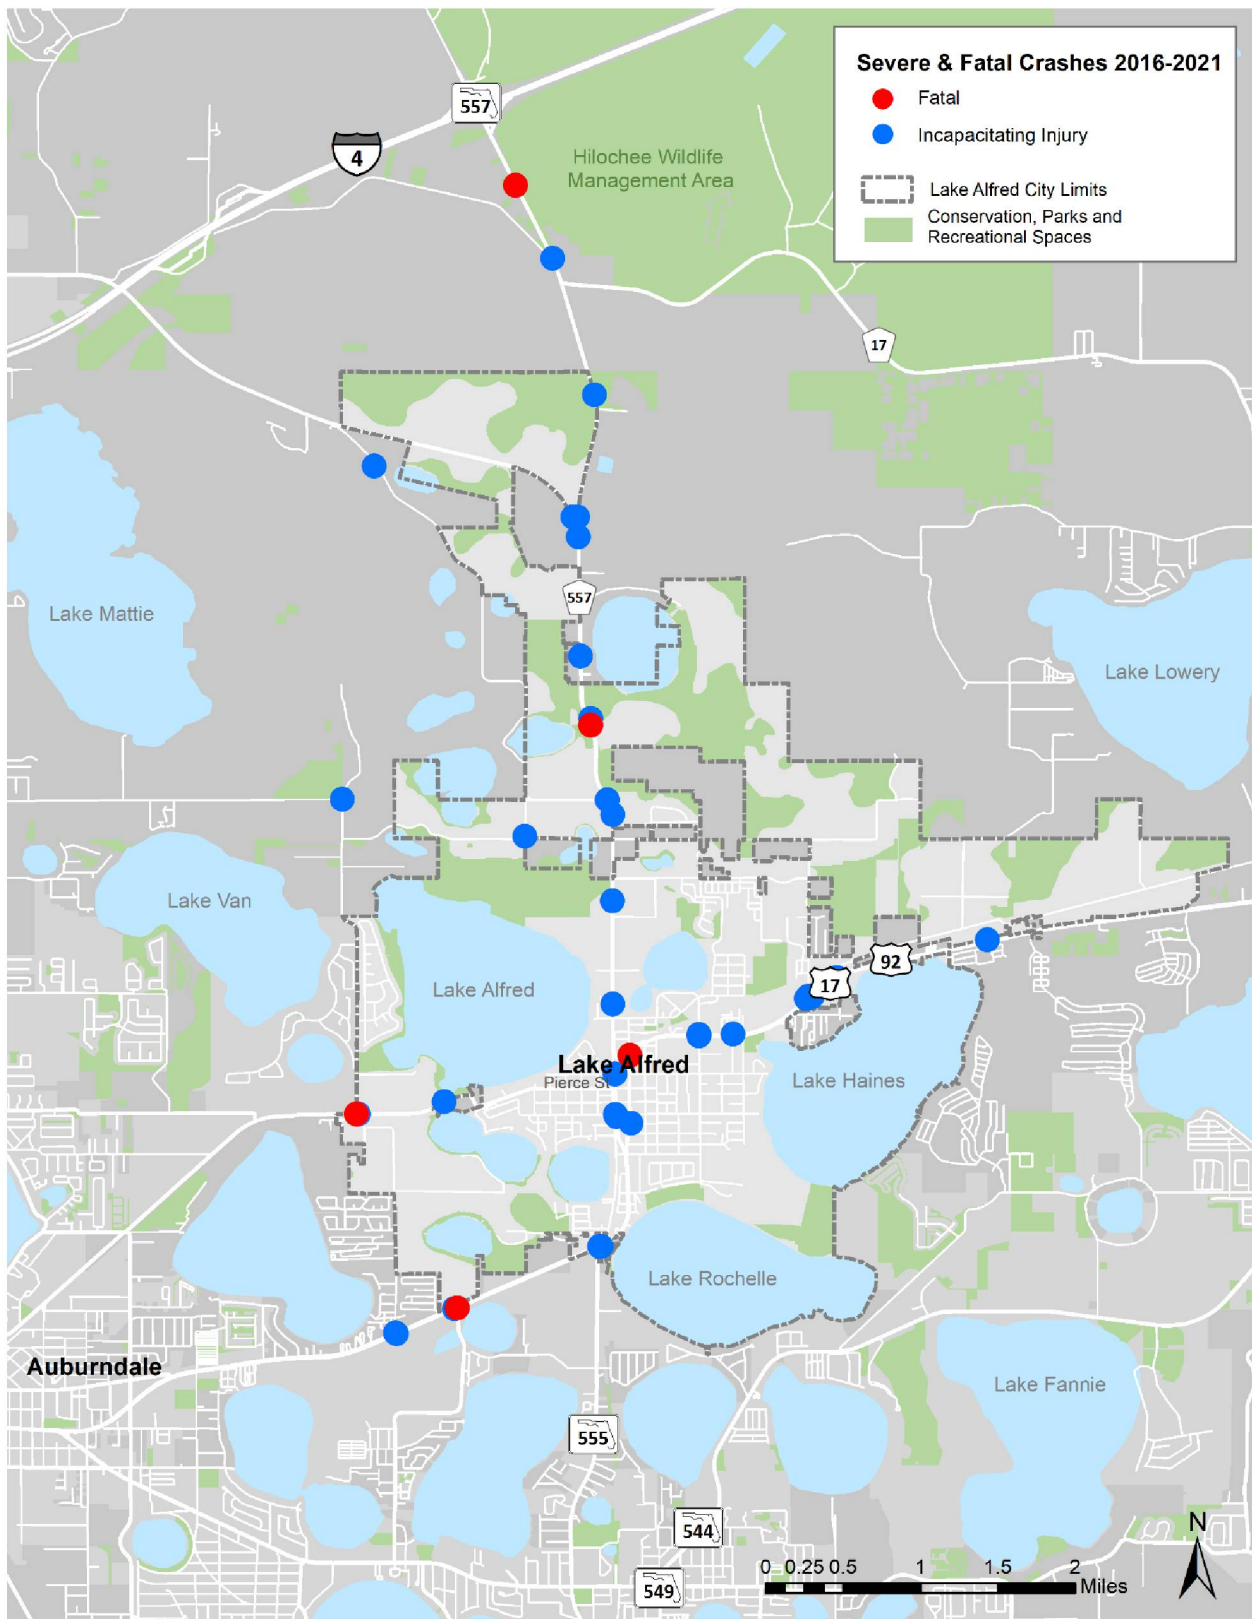 Severe & Fatal Crashes 2016-2021
Fatal
Incapacitating Injury
Lake Alfred City Limits
Conservation, Parks and
Recreational Spaces
557
4
Hilochee Wildlife
Management Area
17
557
Lake Mattie
Lake Lowery
Lake Van
Lake Alfred
92
17
Lake Alfred
Pierce St
Lake Haines
Lake Rochelle
Auburndale
Lake Fannie
555
544
549
N
0 0.25 0.5 1 1.5 2
Miles